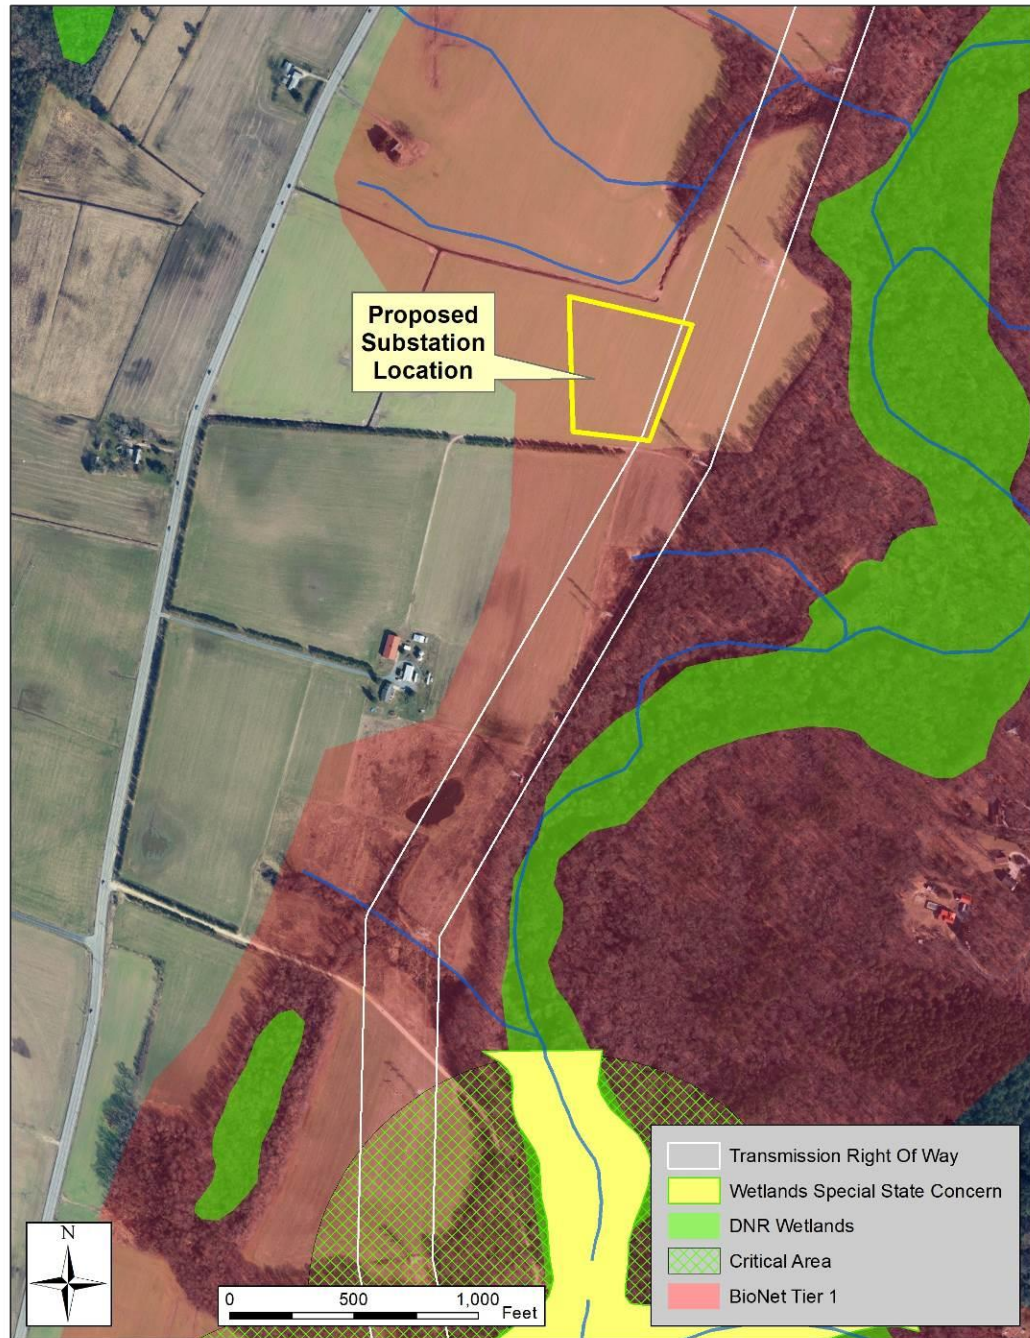 Proposed
Substation
Location
Transmission Right Of Way
Wetlands Special State Concern
DNR Wetlands
Critical Area
BioNet Tier 1
N
0 500 1,000
Feet